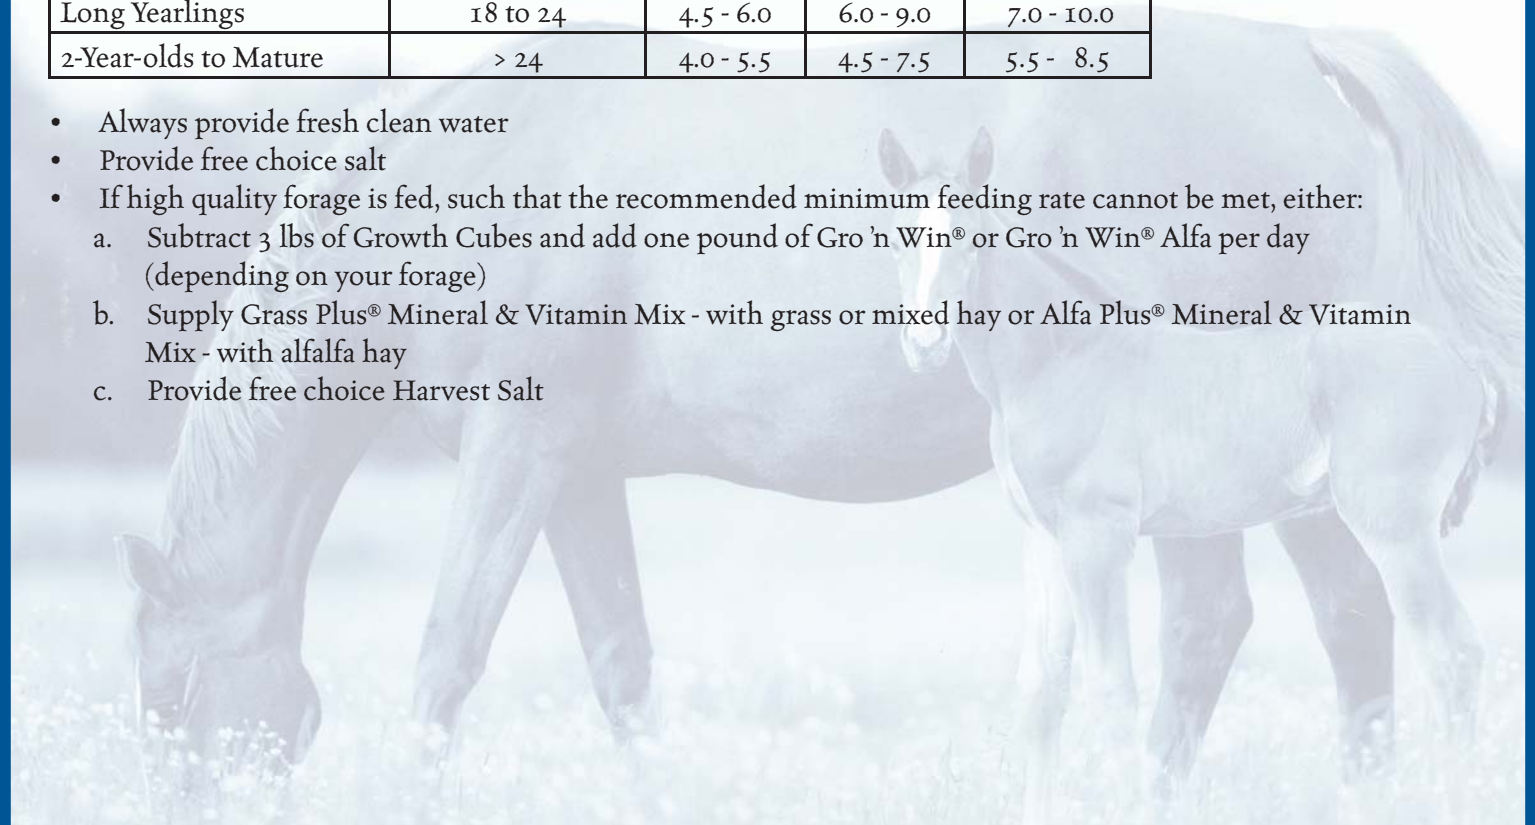 Long Yearlings 18 to 24 4.5 - 6.0 6.0 - 9.0 7.0 - 10.0
2-Year-olds to Mature > 24 4.0 - 5.5 4.5 - 7.5 5.5 - 8.5
• Always provide fresh clean water
• Provide free choice salt
• If high quality forage is fed, such that the recommended minimum feeding rate cannot be met, either:
a. Subtract 3 lbs of Growth Cubes and add one pound of Gro ’n Win® or Gro ’n Win® Alfa per day
(depending on your forage)
b. Supply Grass Plus® Mineral & Vitamin Mix - with grass or mixed hay or Alfa Plus® Mineral & Vitamin
Mix - with alfalfa hay
c. Provide free choice Harvest Salt